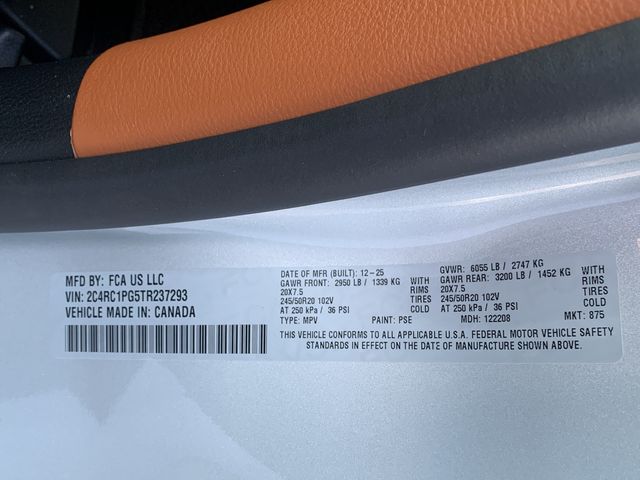 MFD BY: FCA US LLC
VIN: 2C4RC1PG5TR237293
VEHICLE MADE IN: CANADA
DATE OF MFR (BUILT): 12-25
GVWR: 6055 LB / 2747 KG
GAWR FRONT: 2950 LB / 1339 KG WITH
GAWR REAR: 3200 LB / 1452 KG WITH
20X7.5 RIMS
20X7.5 RIMS
245/50R20 102V TIRES
245/50R20 102V TIRES
AT 250 kPa / 36 PSI COLD
AT 250 kPa / 36 PSI COLD
TYPE: MPV PAINT: PSE MDH: 122208 MKT: 875
THIS VEHICLE CONFORMS TO ALL APPLICABLE U.S.A. FEDERAL MOTOR VEHICLE SAFETY
STANDARDS IN EFFECT ON THE DATE OF MANUFACTURE SHOWN ABOVE.